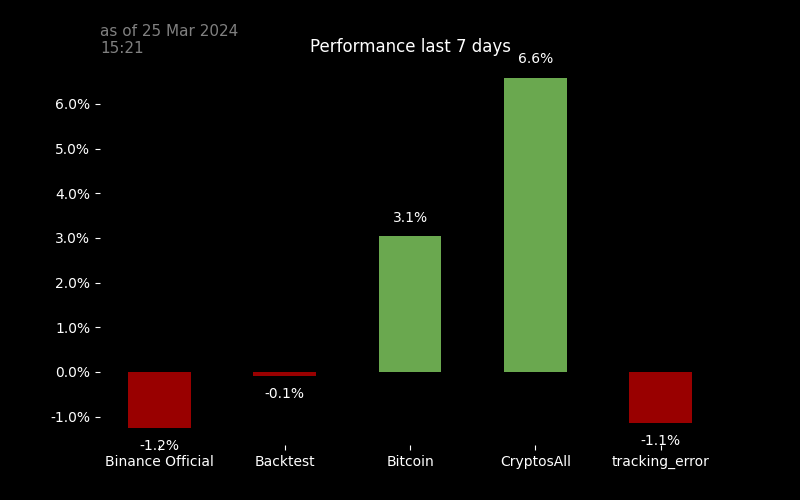 as of 25 Mar 2024
15:21
Performance last 7 days
6.6%
6.0%
5.0%
4.0%
3.1%
3.0%
2.0%
1.0%
0.0%
-0.1%
-1.0%
-1.2%
-1.1%
Binance Official
Backtest
Bitcoin
CryptosAll
tracking_error